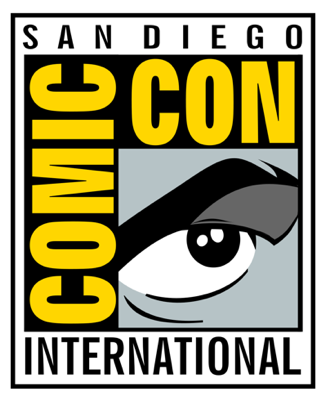 SAN DIEGO
COMIC
CON
INTERNATIONAL